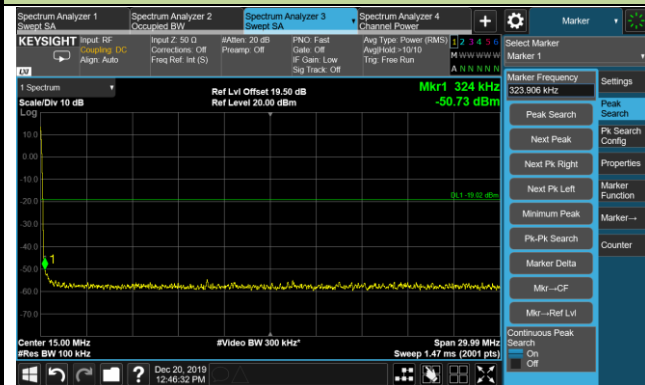 Spectrum Analyzer 1
Swept SA
Spectrum Analyzer 2
Occupied BW
Spectrum Analyzer 3
Swept SA
Spectrum Analyzer 4
Channel Power
Marker
KEYSIGHT
Input: RF
Coupling: DC
Align: Auto
Input Z: 50 Ω
Corrections: Off
Freq Ref: Int (S)
#Atten: 20 dB
Preamp: Off
PNO: Fast
Gate: Off
IF Gain: Low
Sig Track: Off
Avg Type: Power (RMS)
Avg|Hold:>10/10
Trig: Free Run
1 2 3 4 5 6
M W W W W W
A N N N N N
Select Marker
Marker 1
1 Spectrum
Scale/Div 10 dB
Log
Ref Lvl Offset 19.50 dB
Ref Level 20.00 dBm
Mkr1 324 kHz
-50.73 dBm
10.0
0.00
-10.0
-20.0
-30.0
-40.0
-50.0
-60.0
-70.0
DL1 -19.02 dBm
1
Center 15.00 MHz
#Res BW 100 kHz
#Video BW 300 kHz*
Span 29.99 MHz
Sweep 1.47 ms (2001 pts)
Marker Frequency
323.906 kHz
Peak Search
Next Peak
Next Pk Right
Next Pk Left
Minimum Peak
Pk-Pk Search
Marker Delta
Mkr→CF
Mkr→Ref Lvl
Continuous Peak
Search
On
Off
Settings
Peak
Search
Pk Search
Config
Properties
Marker
Function
Marker→
Counter
Dec 20, 2019
12:46:32 PM